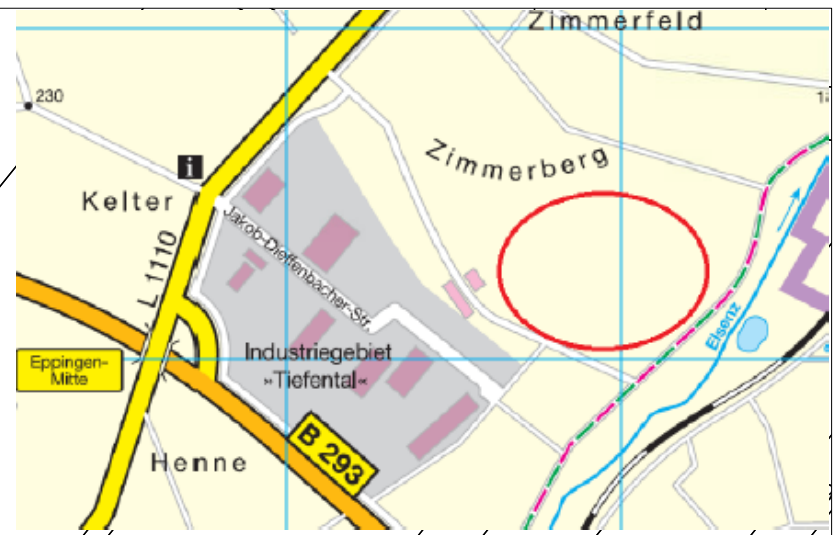 Zimmerfeld
230
Zimmerberg
i
Kelter
Jakob-Dieffenbacher-Str.
L 1110
Elsenz
Eppingen-
Mitte
Industriegebiet
»Tiefental«
B 293
Henne